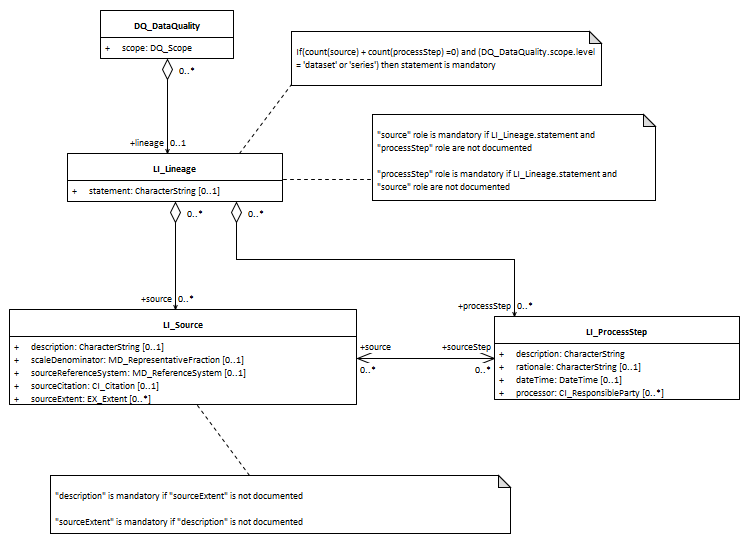 DQ_DataQuality
+ scope: DQ_Scope
0..*
If(count(source) + count(processStep) =0) and (DQ_DataQuality.scope.level
= 'dataset' or 'series') then statement is mandatory
+lineage 0..1
"source" role is mandatory if LI_Lineage.statement and
"processStep" role are not documented
"processStep" role is mandatory if LI_Lineage.statement and
"source" role are not documented
LI_Lineage
+ statement: CharacterString [0..1]
0..* 0..*
+source 0..*
+processStep 0..*
LI_Source
+ description: CharacterString [0..1]
+ scaleDenominator: MD_RepresentativeFraction [0..1]
+ sourceReferenceSystem: MD_ReferenceSystem [0..1]
+ sourceCitation: CI_Citation [0..1]
+ sourceExtent: EX_Extent [0..*]
+source +sourceStep
0..* 0..*
LI_ProcessStep
+ description: CharacterString
+ rationale: CharacterString [0..1]
+ dateTime: DateTime [0..1]
+ processor: CI_ResponsibleParty [0..*]
"description" is mandatory if "sourceExtent" is not documented
"sourceExtent" is mandatory if "description" is not documented